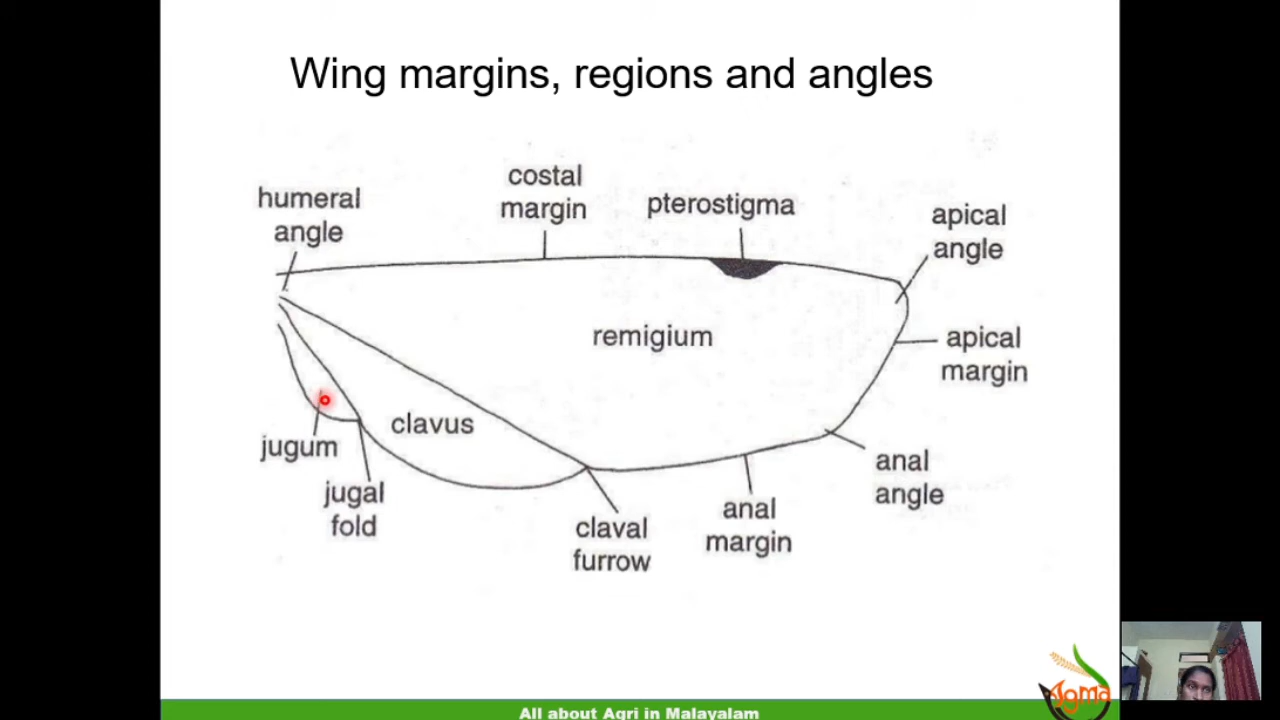 Wing margins, regions and angles
costal
margin
humeral
angle
pterostigma
apical
angle
remigium
apical
margin
clavus
jugum
anal
angle
jugal
fold
anal
margin
claval
furrow
Agma
All about Agri in Malayalam